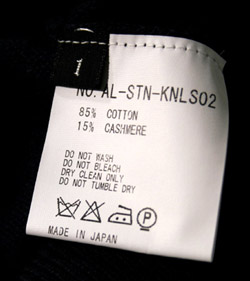 1
NO. AL-STN-KNLS02
85% COTTON
15% CASHMERE
DO NOT WASH
DO NOT BLEACH
DRY CLEAN ONLY
DO NOT TUMBLE DRY
P
MADE IN JAPAN